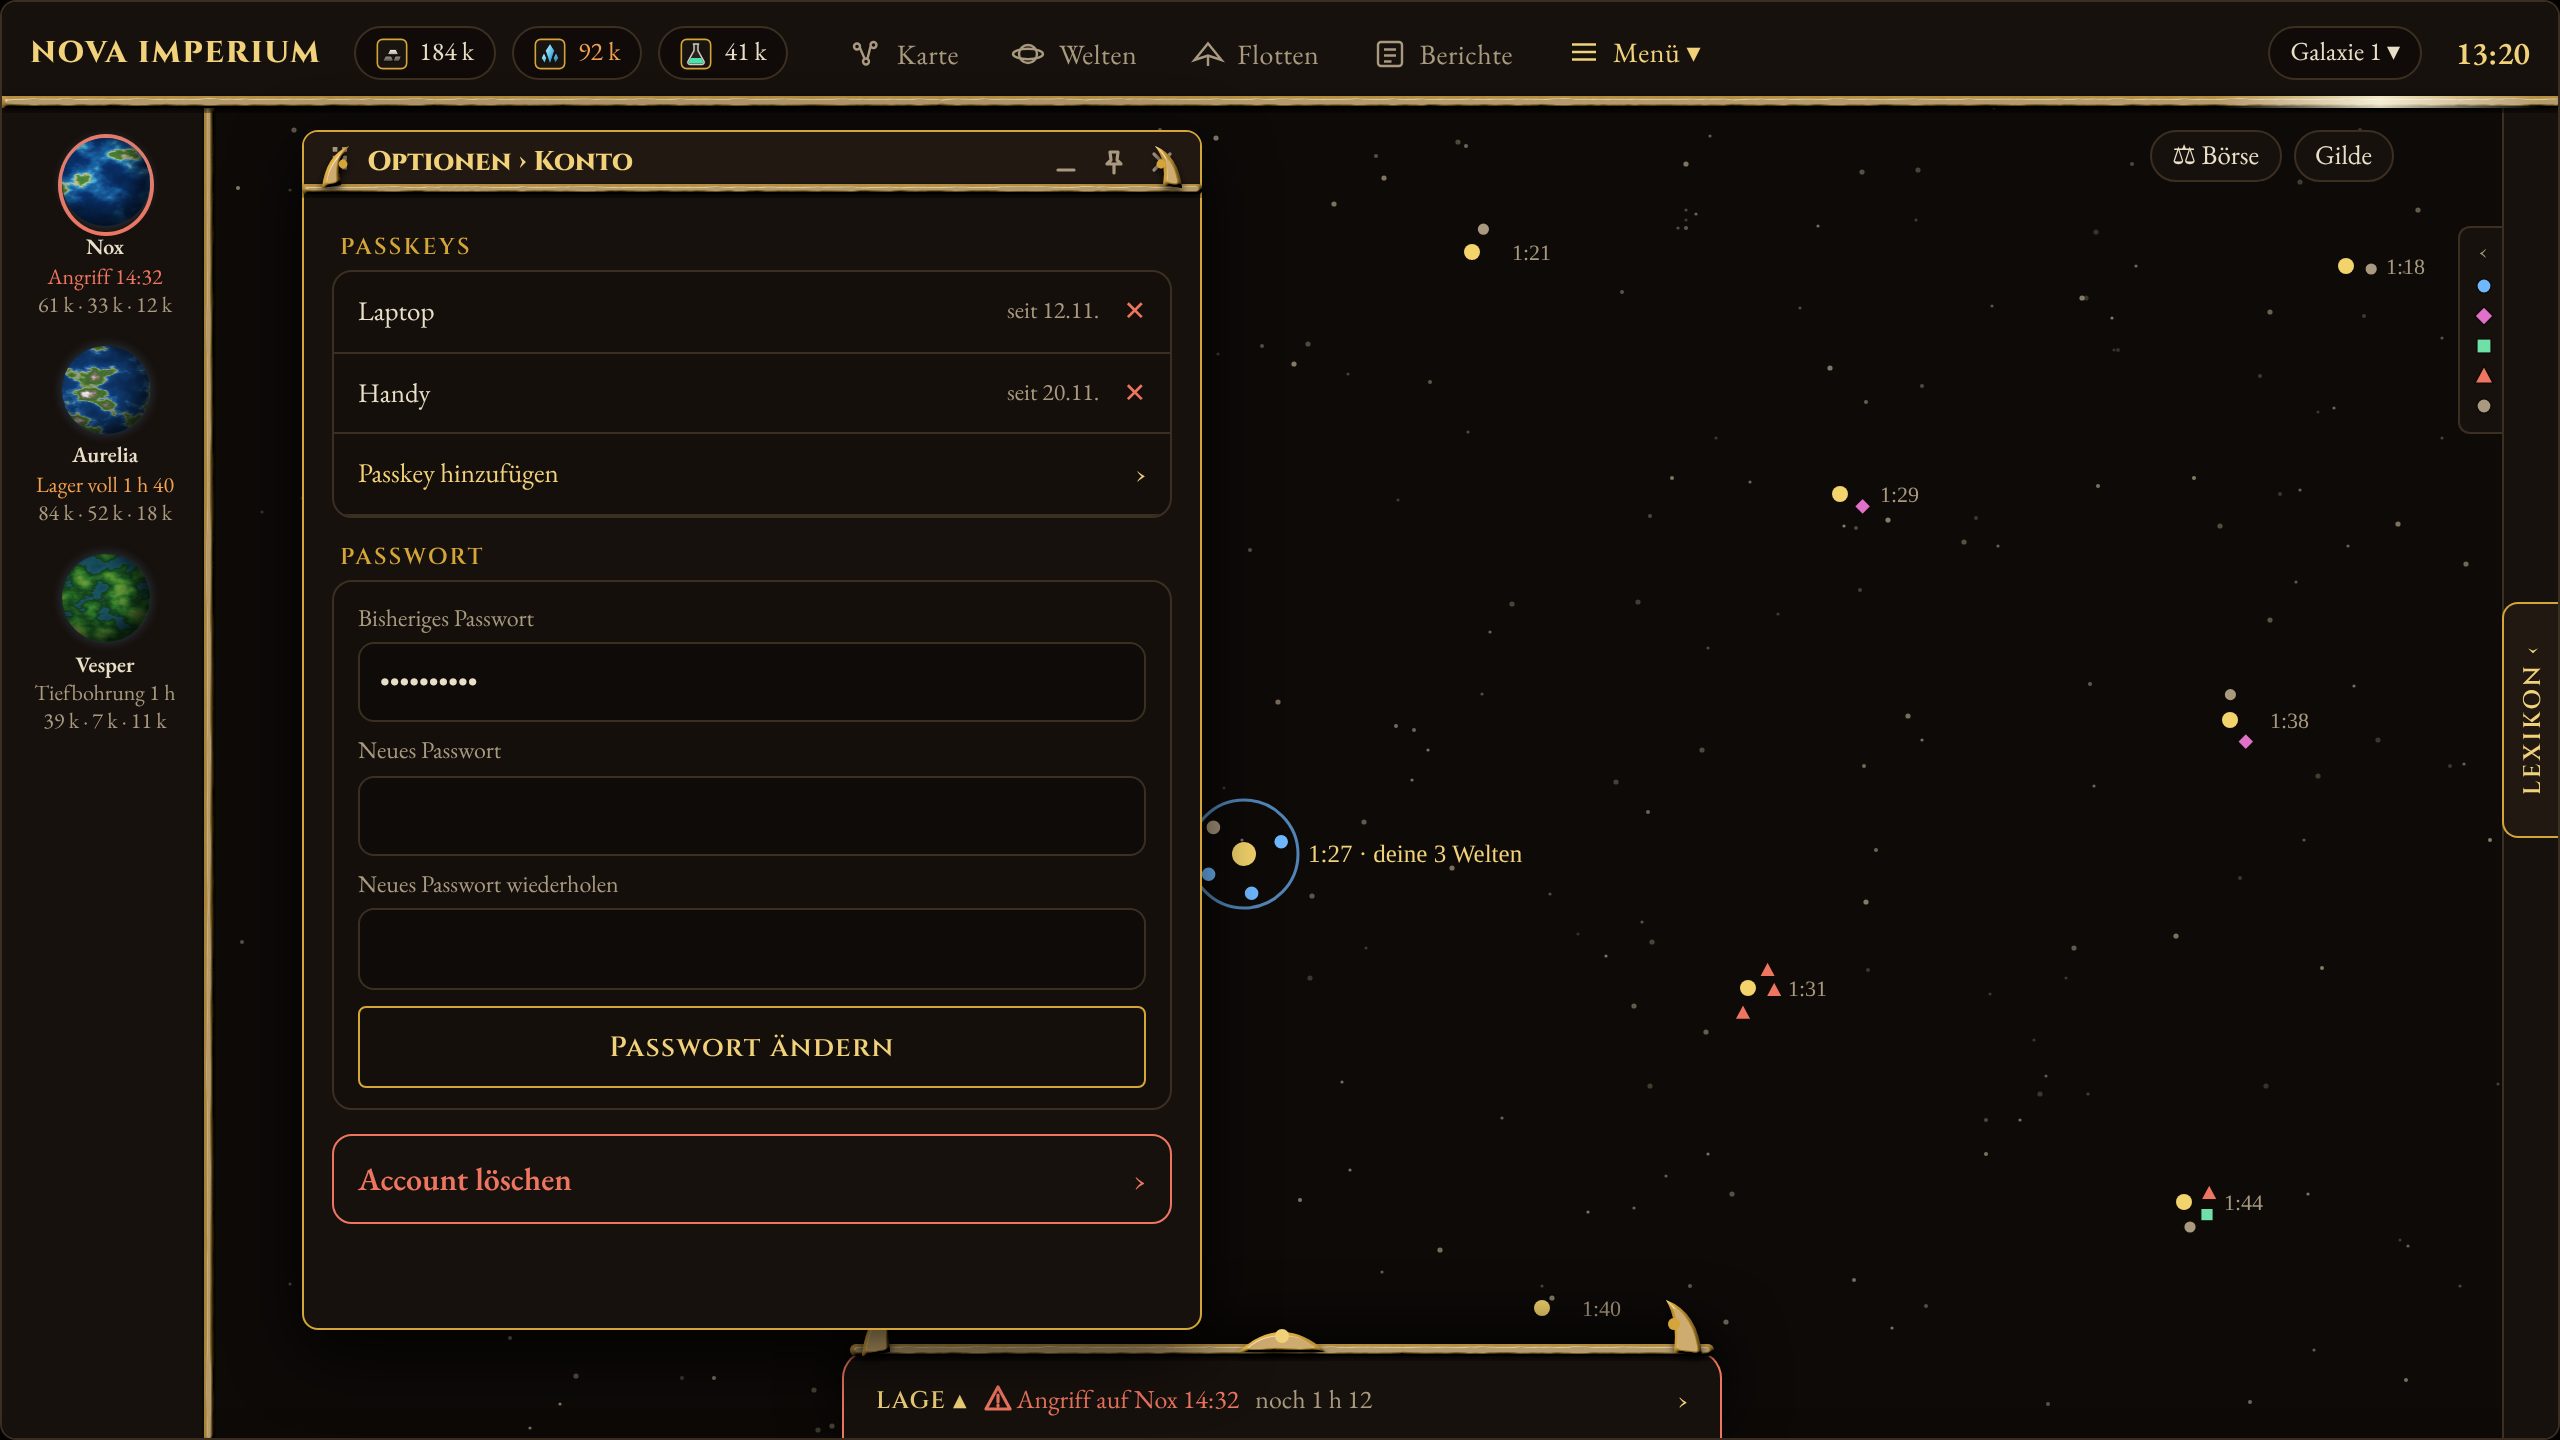 NOVA IMPERIUM
184 k
92 k
41 k
Karte
Welten
Flotten
Berichte
Menü ▾
Galaxie 1 ▾
13:20
Nox
Angriff 14:32
61 k · 33 k · 12 k
Aurelia
Lager voll 1 h 40
84 k · 52 k · 18 k
Vesper
Tiefbohrung 1 h
39 k · 7 k · 11 k
Optionen › Konto
PASSKEYS
Laptop seit 12.11. ✕
Handy seit 20.11. ✕
Passkey hinzufügen ›
PASSWORT
Bisheriges Passwort
••••••••••
Neues Passwort
Neues Passwort wiederholen
Passwort ändern
Account löschen ›
⚖ Börse
Gilde
1:21
1:18
1:29
1:38
1:27 · deine 3 Welten
1:31
1:44
1:40
LEXIKON ›
LAGE ▴ ⚠ Angriff auf Nox 14:32 noch 1 h 12 ›